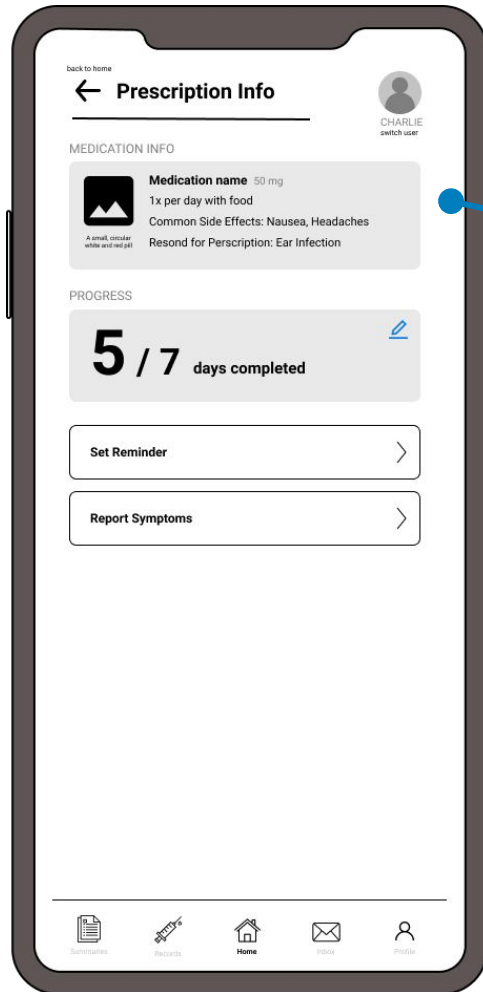 back to home
Prescription Info
CHARLIE
switch user
MEDICATION INFO
Medication name 50 mg
1x per day with food
Common Side Effects: Nausea, Headaches
Resond for Perscription: Ear Infection
A small, circular
white and red pill
PROGRESS
5 / 7 days completed
Set Reminder
Report Symptoms
Summaries
Records
Home
Inbox
Profile